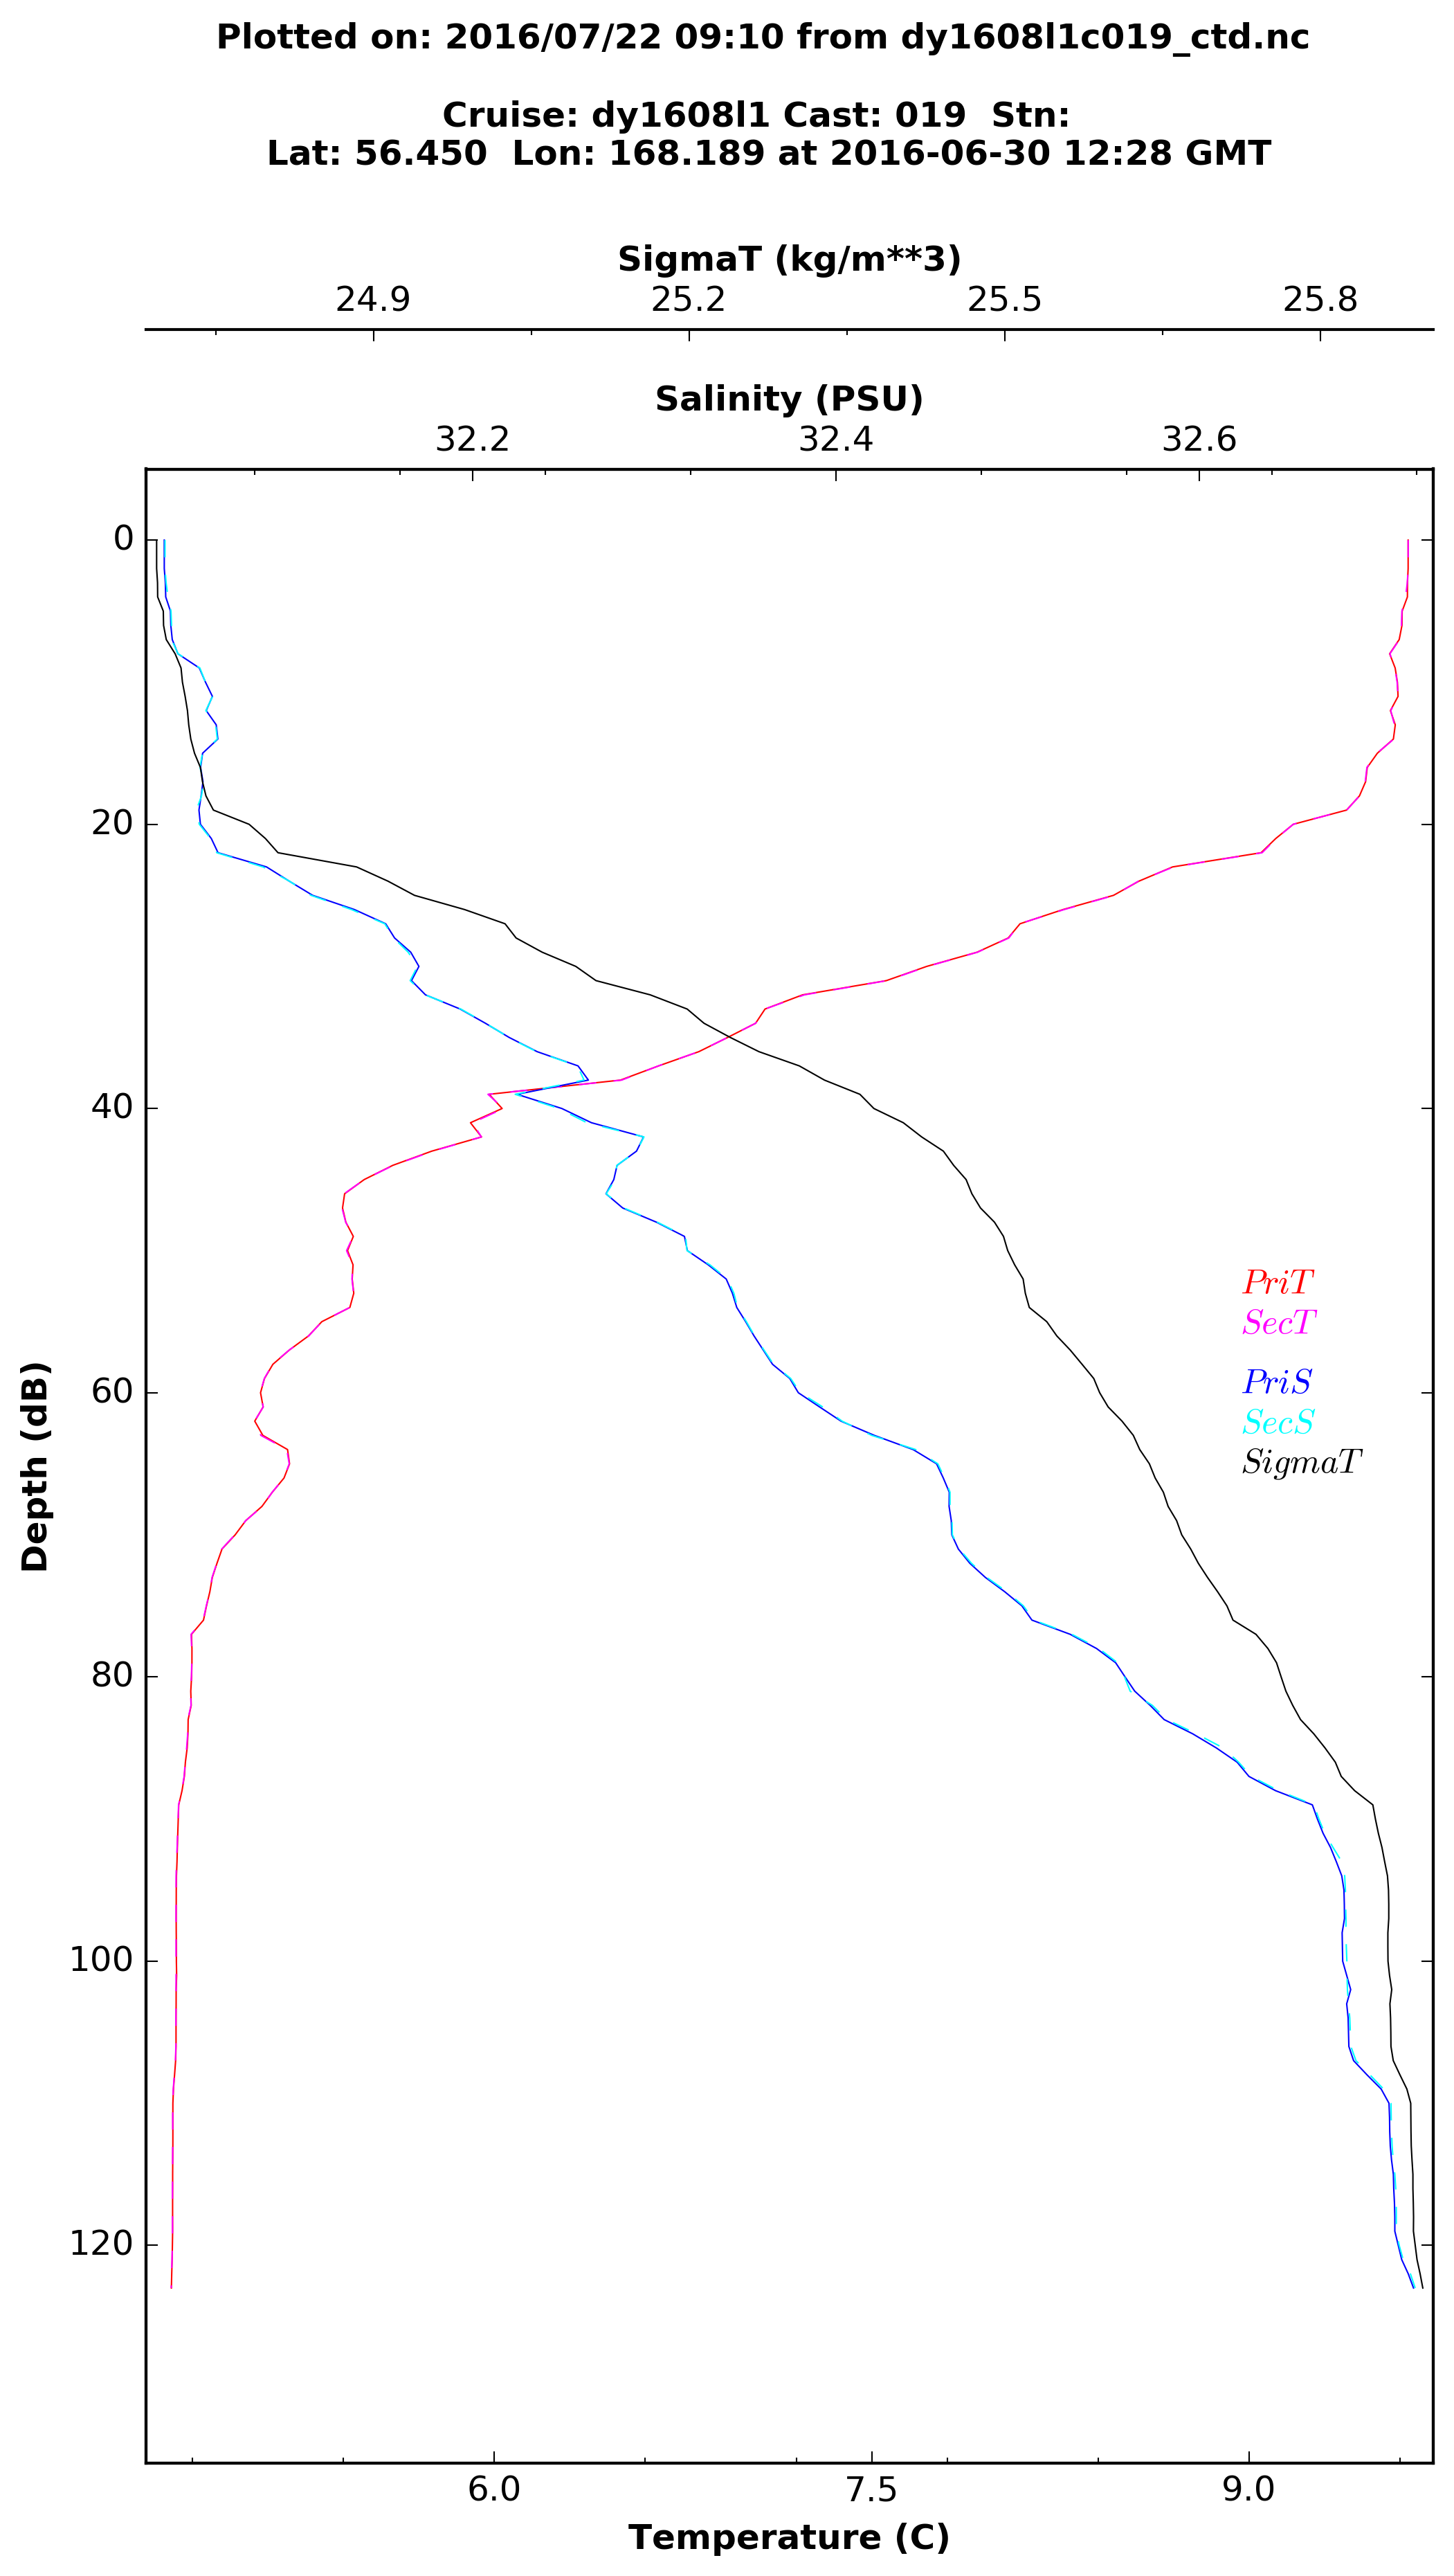 Plotted on: 2016/07/22 09:10 from dy1608l1c019_ctd.nc
Cruise: dy1608l1 Cast: 019  Stn:
Lat: 56.450  Lon: 168.189 at 2016-06-30 12:28 GMT
SigmaT (kg/m**3)
24.9 25.2 25.5 25.8
Salinity (PSU)
32.2 32.4 32.6
0
20
40
60
80
100
120
Depth (dB)
PriT
SecT
PriS
SecS
SigmaT
6.0 7.5 9.0
Temperature (C)